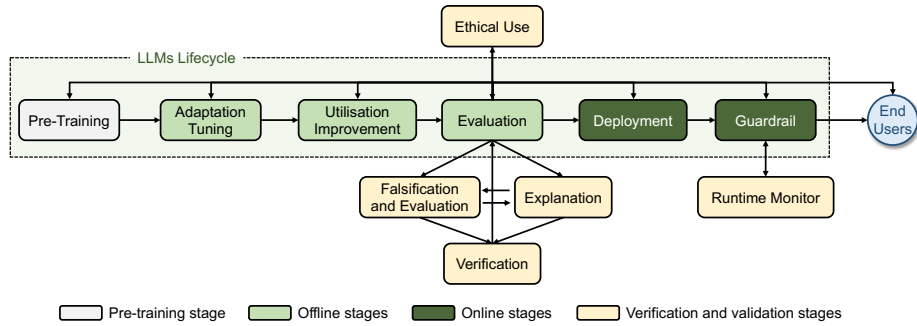 Ethical Use
LLMs Lifecycle
Pre-Training
Adaptation
Tuning
Utilisation
Improvement
Evaluation
Deployment
Guardrail
End
Users
Falsification
and Evaluation
Explanation
Runtime Monitor
Verification
Pre-training stage
Offline stages
Online stages
Verification and validation stages